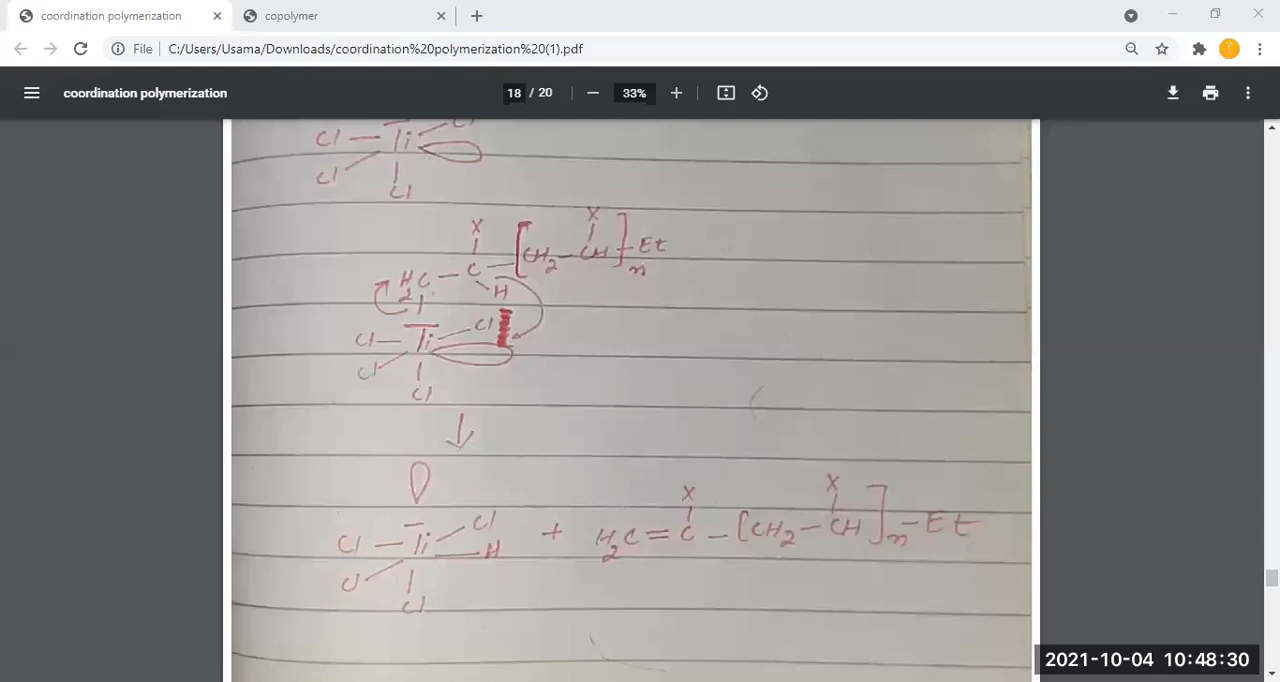 coordination polymerization
copolymer
File C:/Users/Usama/Downloads/coordination%20polymerization%20(1).pdf
coordination polymerization
18 / 20
33%
Cl — Ti Cl
Cl
Cl
X X
H2C — C — [CH2 — CH]n — Et
H
Cl — Ti — Cl
Cl
Cl
↓
X X
Cl — Ti — Cl + H2C = C — [CH2 — CH]n — Et
H
Cl
Cl
2021-10-04 10:48:30